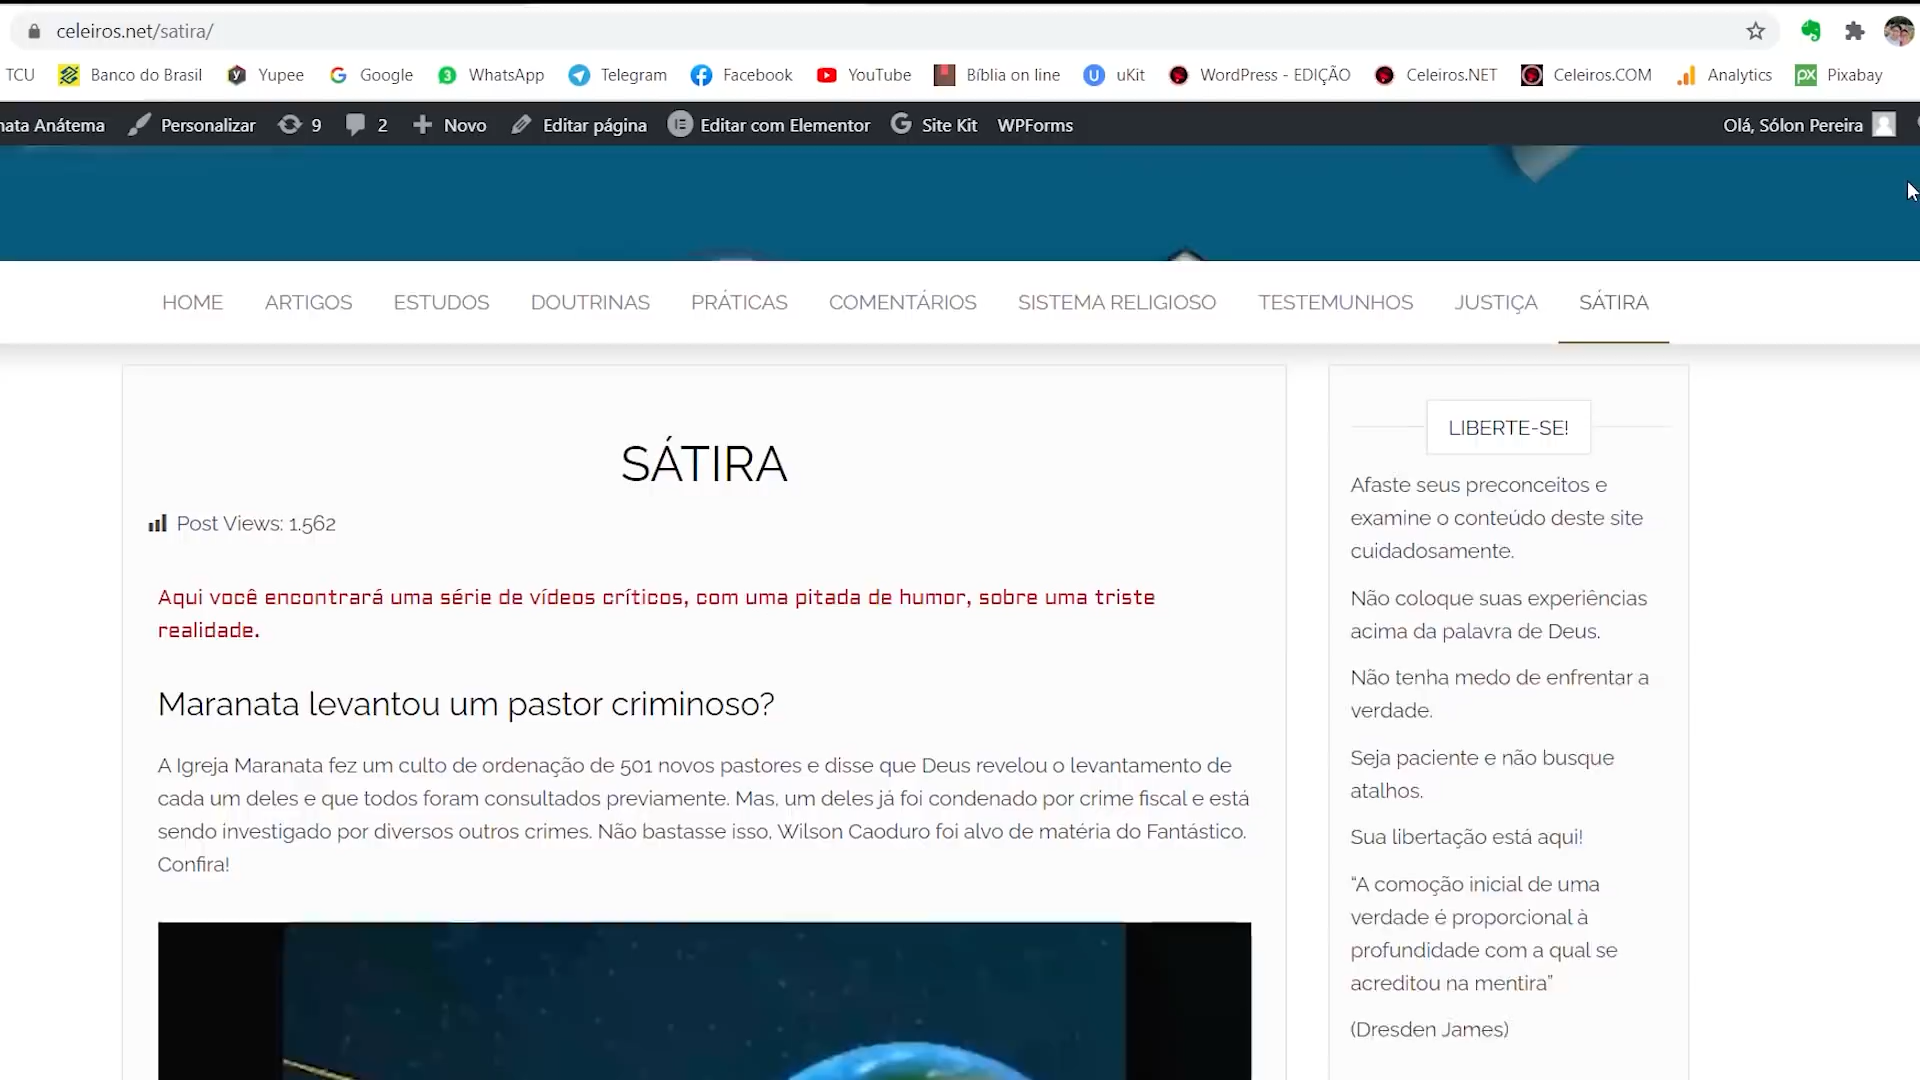 celeiros.net/satira/
TCU Banco do Brasil Yupee Google WhatsApp Telegram Facebook YouTube Bíblia on line uKit WordPress - EDIÇÃO Celeiros.NET Celeiros.COM Analytics Pixabay
Anátema Personalizar 9 2 Novo Editar página Editar com Elementor Site Kit WPForms Olá, Sólon Pereira
HOME ARTIGOS ESTUDOS DOUTRINAS PRÁTICAS COMENTÁRIOS SISTEMA RELIGIOSO TESTEMUNHOS JUSTIÇA SÁTIRA
SÁTIRA
Post Views: 1.562
Aqui você encontrará uma série de vídeos críticos, com uma pitada de humor, sobre uma triste
realidade.
Maranata levantou um pastor criminoso?
A Igreja Maranata fez um culto de ordenação de 501 novos pastores e disse que Deus revelou o levantamento de
cada um deles e que todos foram consultados previamente. Mas, um deles já foi condenado por crime fiscal e está
sendo investigado por diversos outros crimes. Não bastasse isso, Wilson Caoduro foi alvo de matéria do Fantástico.
Confira!
LIBERTE-SE!
Afaste seus preconceitos e
examine o conteúdo deste site
cuidadosamente.
Não coloque suas experiências
acima da palavra de Deus.
Não tenha medo de enfrentar a
verdade.
Seja paciente e não busque
atalhos.
Sua libertação está aqui!
“A comoção inicial de uma
verdade é proporcional à
profundidade com a qual se
acreditou na mentira”
(Dresden James)